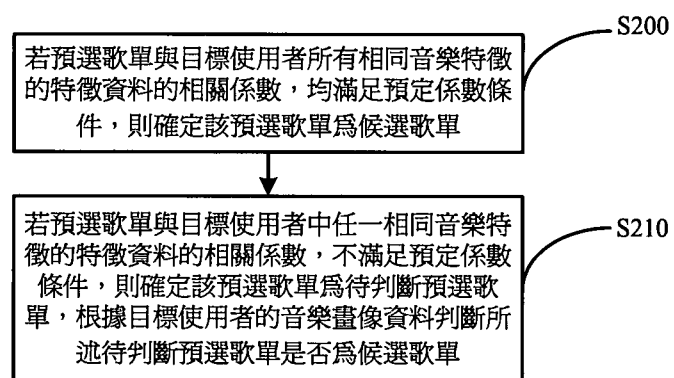 若預選歌單與目標使用者所有相同音樂特徵
的特徵資料的相關係數，均滿足預定係數條
件，則確定該預選歌單爲候選歌單
S200
若預選歌單與目標使用者中任一相同音樂特
徵的特徵資料的相關係數，不滿足預定係數
條件，則確定該預選歌單爲待判斷預選歌
單，根據目標使用者的音樂畫像資料判斷所
述待判斷預選歌單是否爲候選歌單
S210